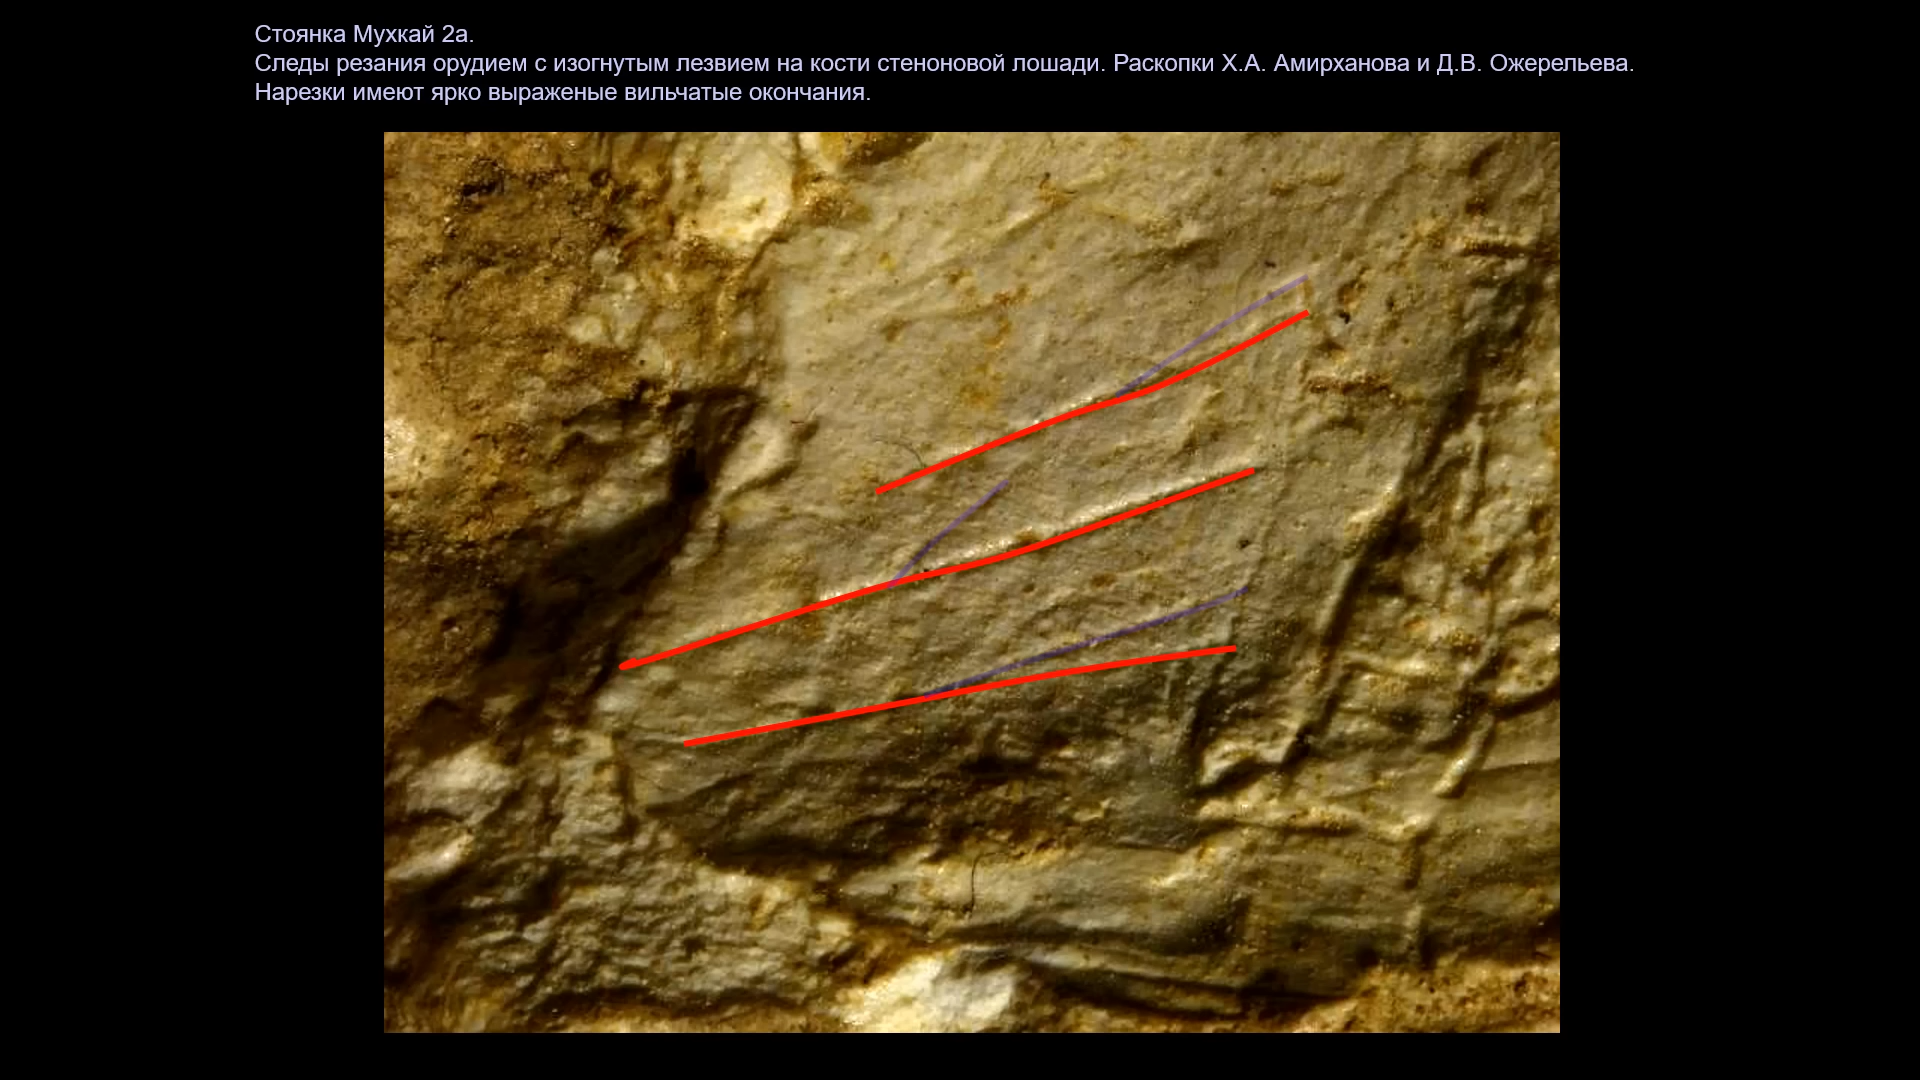 Стоянка Мухкай 2а.
Следы резания орудием с изогнутым лезвием на кости стеноновой лошади. Раскопки Х.А. Амирханова и Д.В. Ожерельева.
Нарезки имеют ярко выраженые вильчатые окончания.